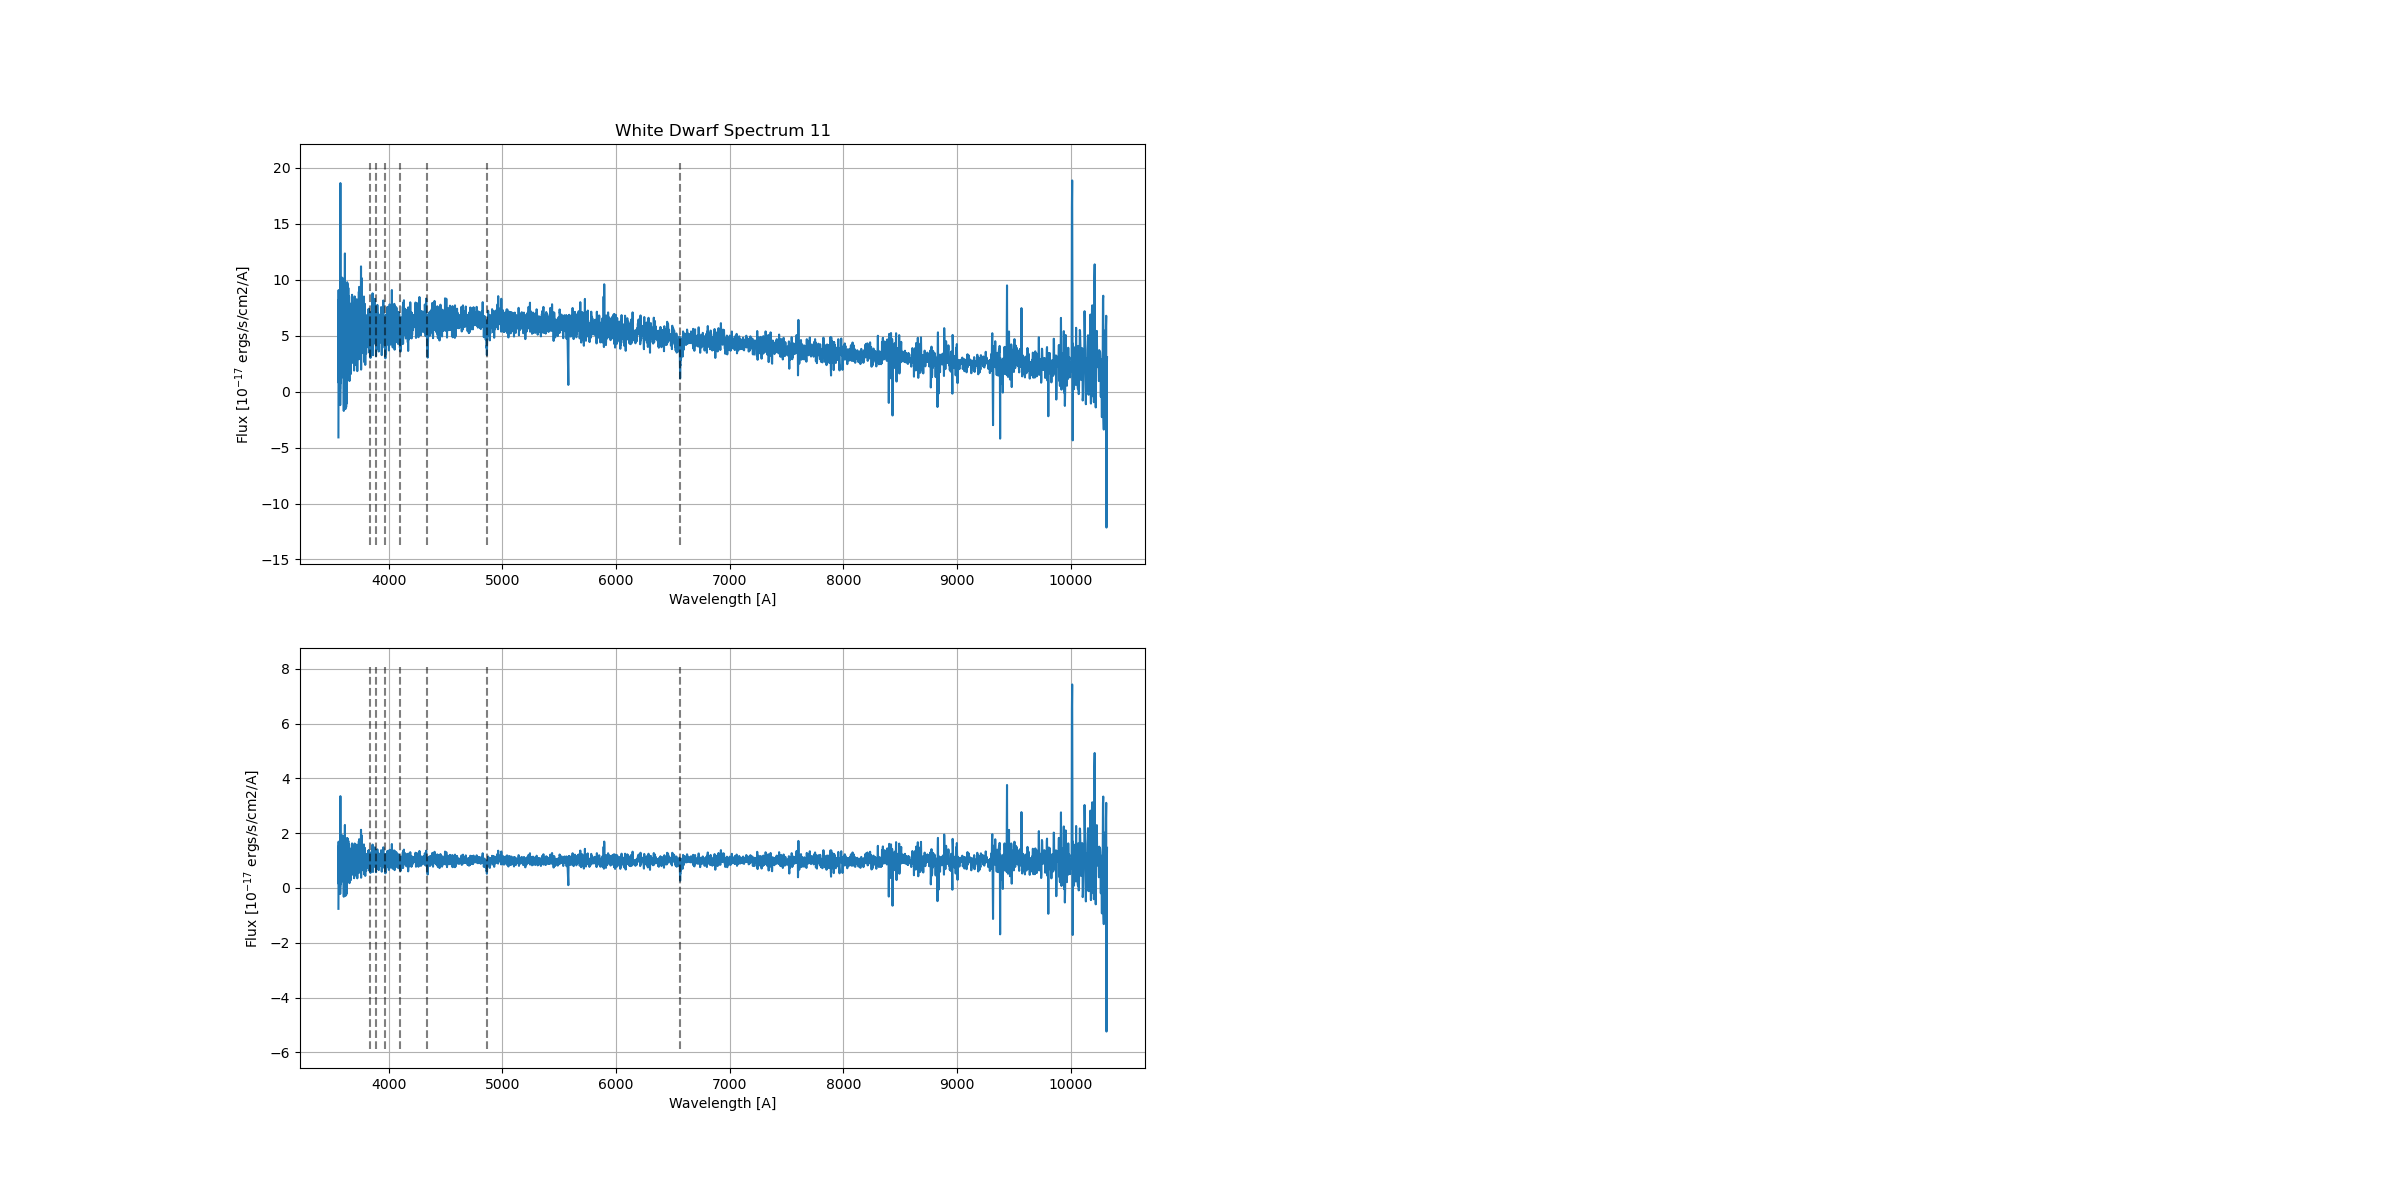 White Dwarf Spectrum 11
20
15
10
5
0
−5
−10
−15
Flux [10⁻¹⁷ ergs/s/cm2/A]
4000 5000 6000 7000 8000 9000 10000
Wavelength [A]
8
6
4
2
0
−2
−4
−6
Flux [10⁻¹⁷ ergs/s/cm2/A]
4000 5000 6000 7000 8000 9000 10000
Wavelength [A]